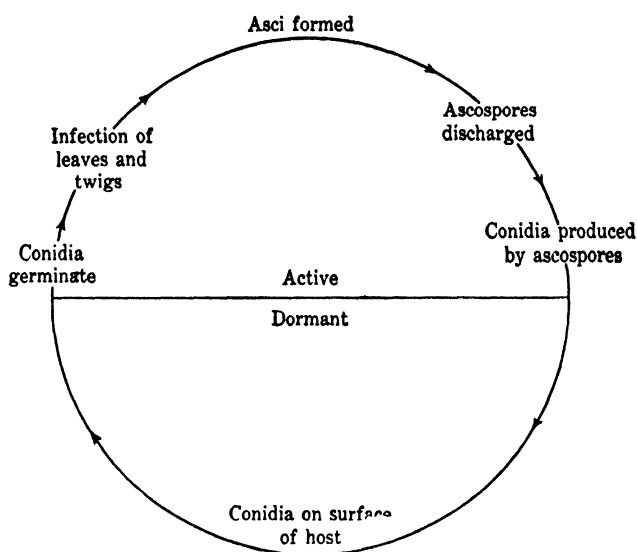 Asci formed
Ascospores
discharged
Infection of
leaves and
twigs
Conidia produced
by ascospores
Conidia
germinate
Active
Dormant
Conidia on surface
of host